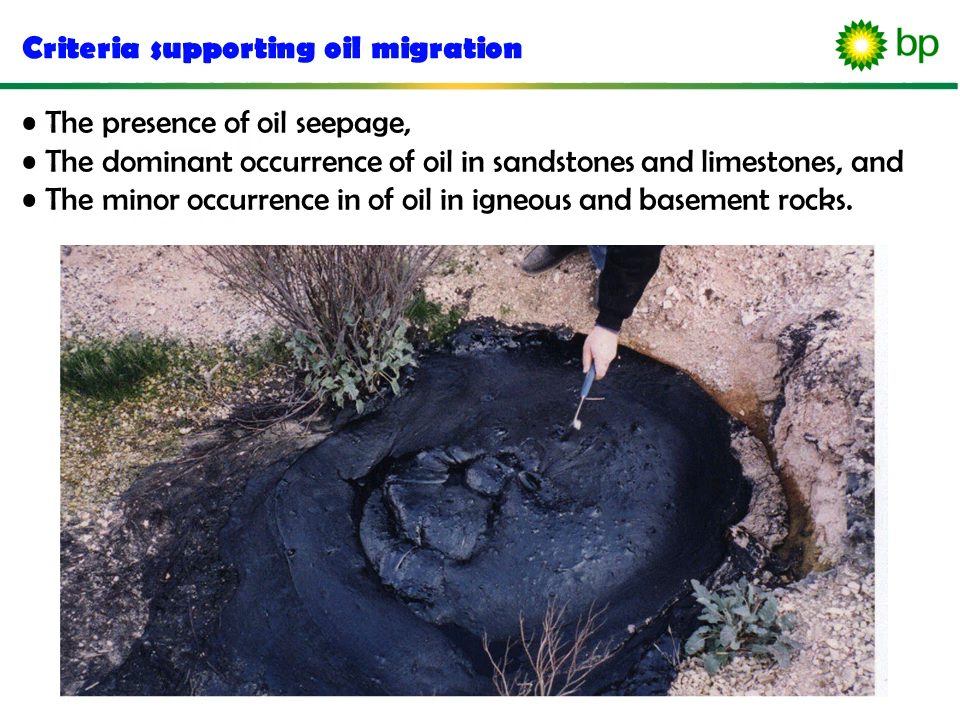 Criteria supporting oil migration
bp
• The presence of oil seepage,
• The dominant occurrence of oil in sandstones and limestones, and
• The minor occurrence in of oil in igneous and basement rocks.